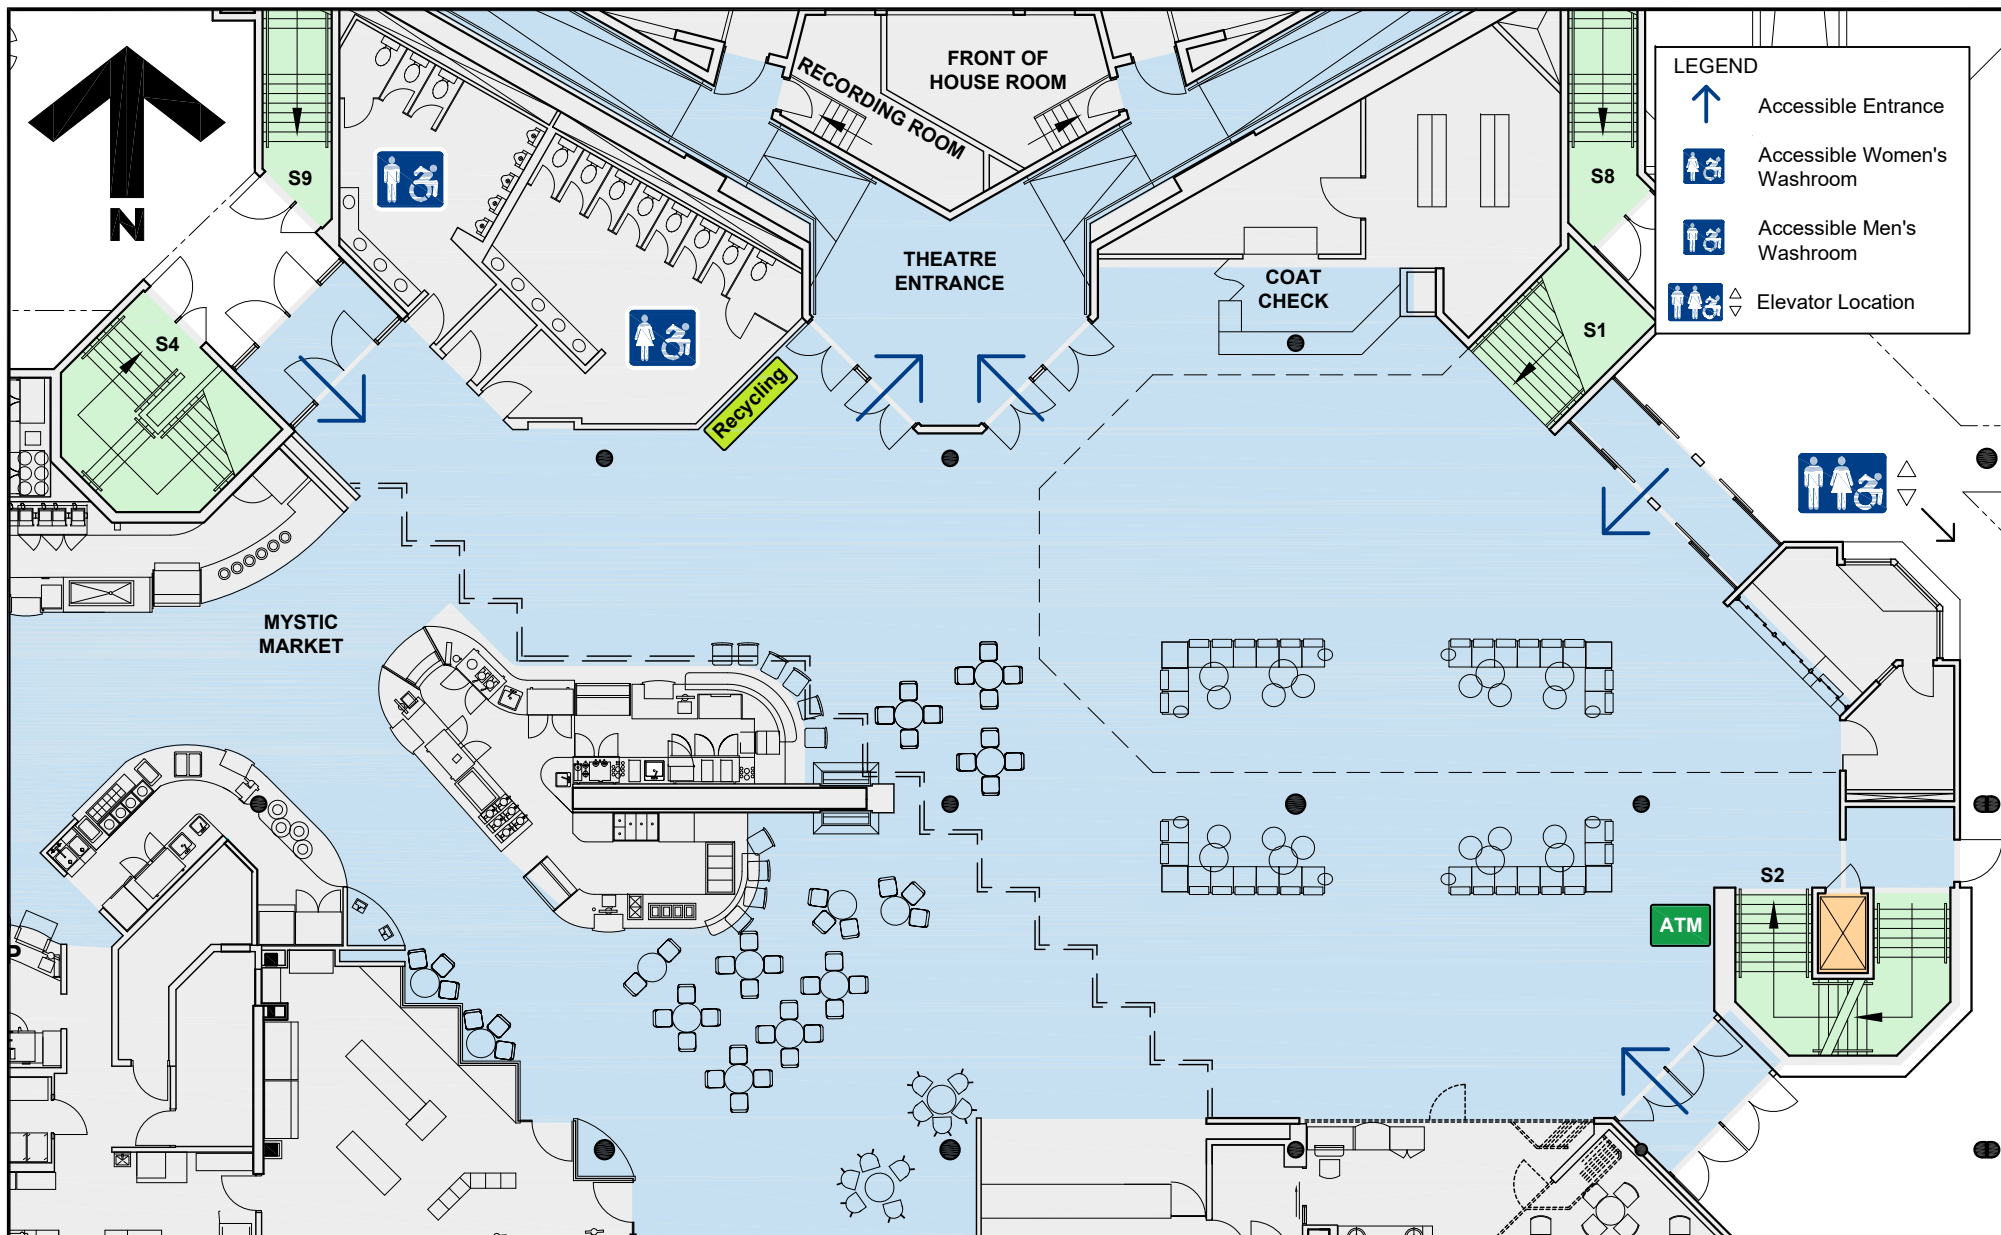 N
S9
RECORDING ROOM
FRONT OF
HOUSE ROOM
S8
LEGEND
Accessible Entrance
Accessible Women's
Washroom
Accessible Men's
Washroom
Elevator Location
THEATRE
ENTRANCE
COAT
CHECK
S1
S4
Recycling
MYSTIC
MARKET
S2
ATM